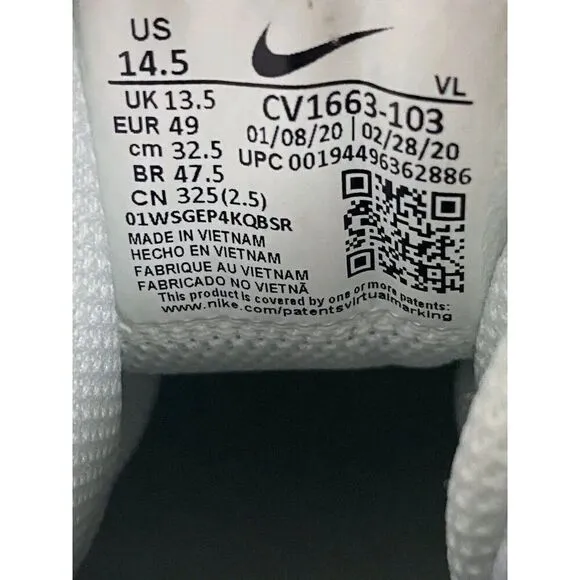 US
14.5
VL
UK 13.5
CV1663-103
EUR 49
01/08/20 | 02/28/20
cm 32.5
UPC 00194496362886
BR 47.5
CN 325(2.5)
01WSGEP4KQBSR
MADE IN VIETNAM
HECHO EN VIETNAM
FABRIQUE AU VIETNAM
FABRICADO NO VIETNÃ
This product is covered by one or more patents:
www.nike.com/patentsvirtualmarking